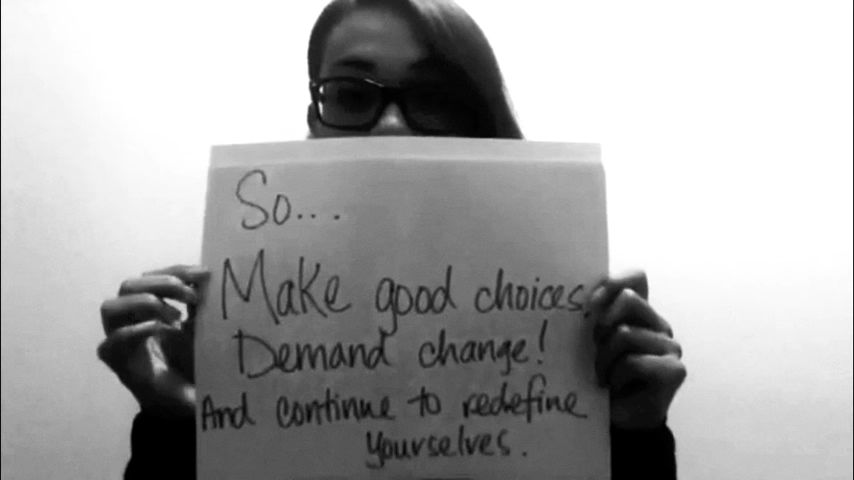 So...
Make good choices.
Demand change!
And continue to redefine
yourselves.